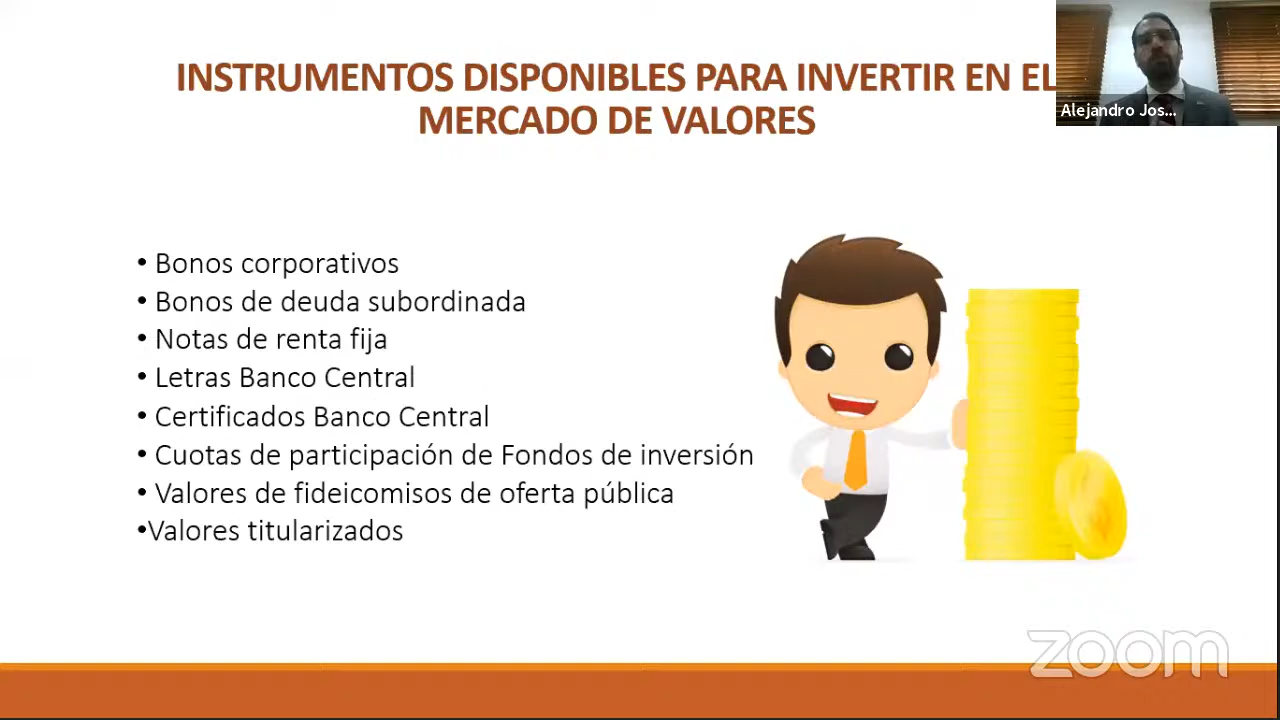 INSTRUMENTOS DISPONIBLES PARA INVERTIR EN EL
MERCADO DE VALORES
Alejandro Jos...
• Bonos corporativos
• Bonos de deuda subordinada
• Notas de renta fija
• Letras Banco Central
• Certificados Banco Central
• Cuotas de participación de Fondos de inversión
• Valores de fideicomisos de oferta pública
•Valores titularizados
zoom